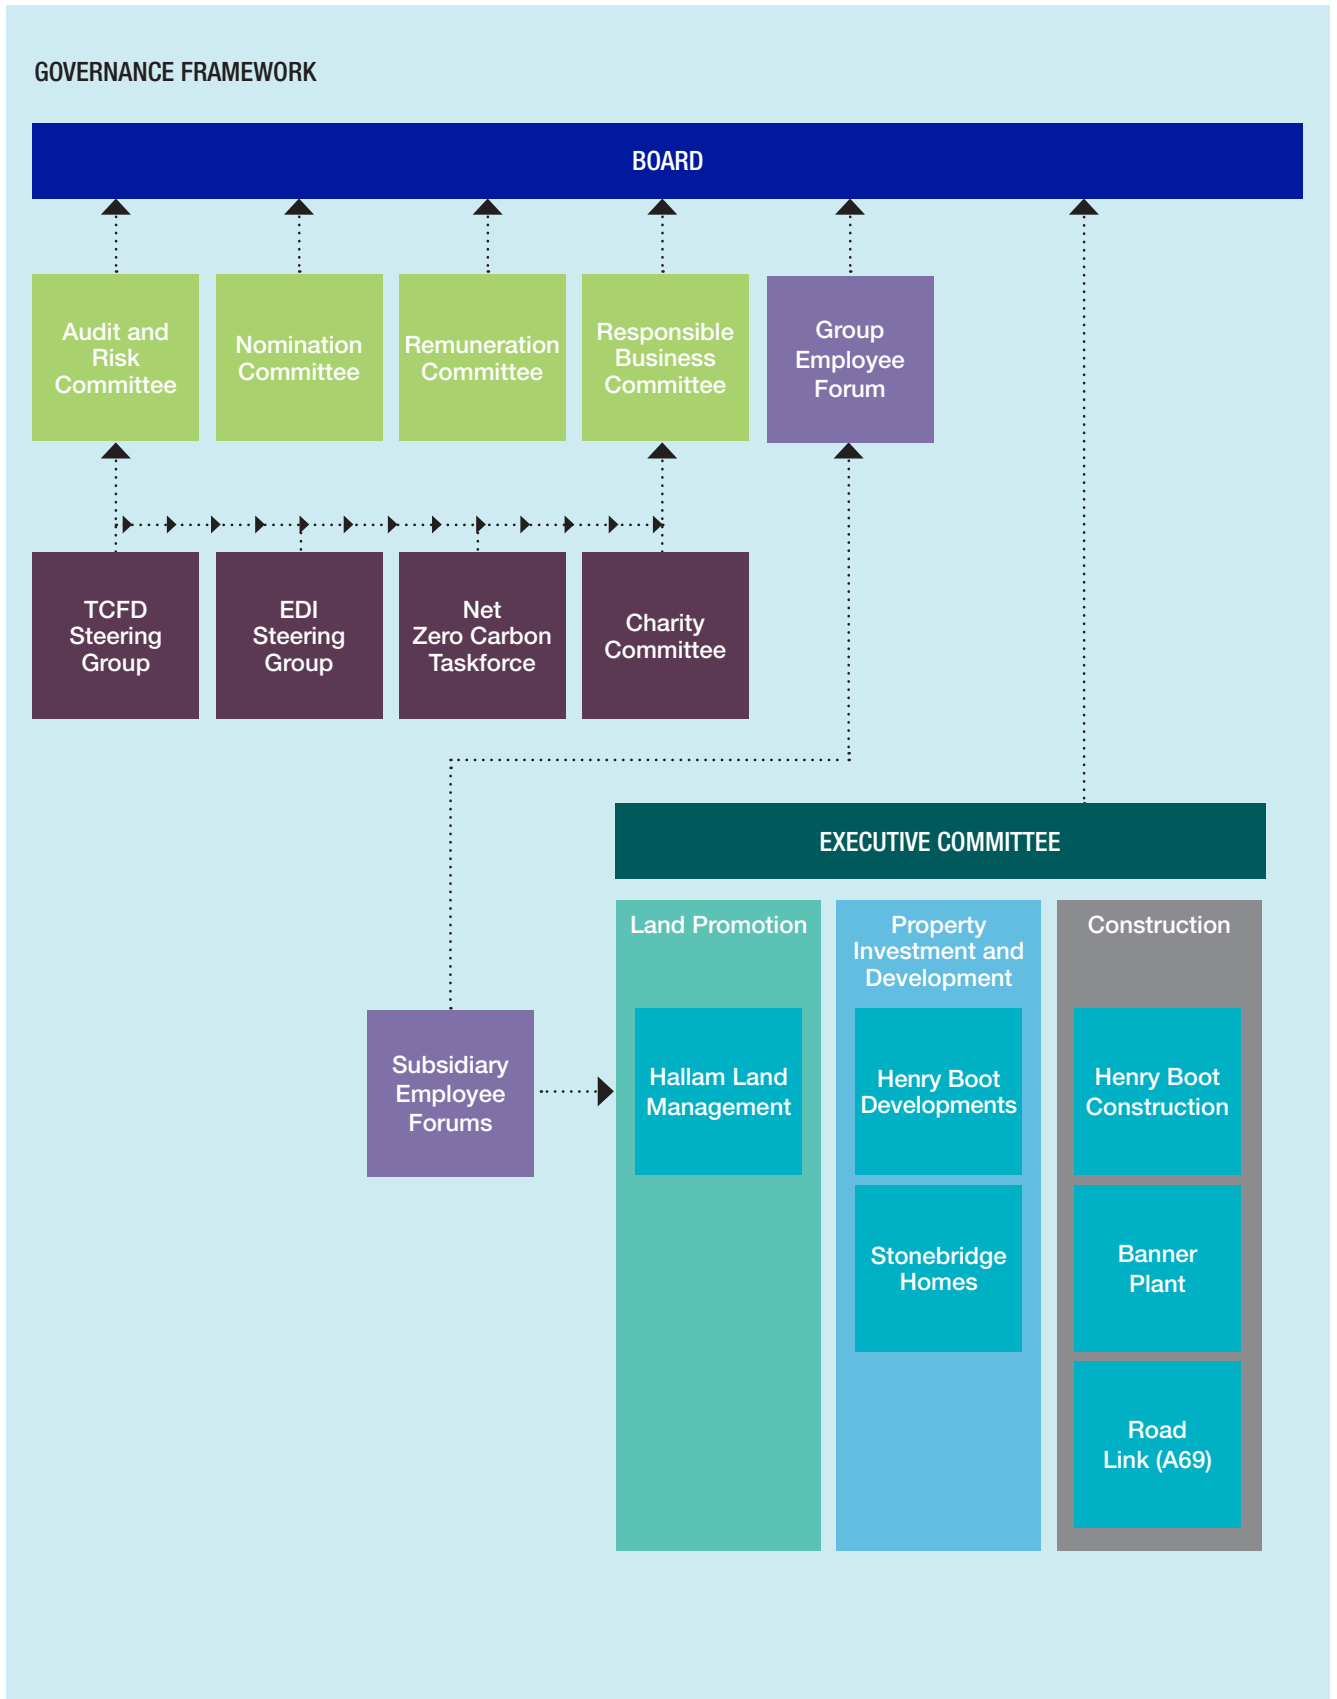 GOVERNANCE FRAMEWORK
BOARD
Audit and
Risk
Committee
Nomination
Committee
Remuneration
Committee
Responsible
Business
Committee
Group
Employee
Forum
TCFD
Steering
Group
EDI
Steering
Group
Net
Zero Carbon
Taskforce
Charity
Committee
EXECUTIVE COMMITTEE
Land Promotion
Property
Investment and
Development
Construction
Subsidiary
Employee
Forums
Hallam Land
Management
Henry Boot
Developments
Henry Boot
Construction
Stonebridge
Homes
Banner
Plant
Road
Link (A69)